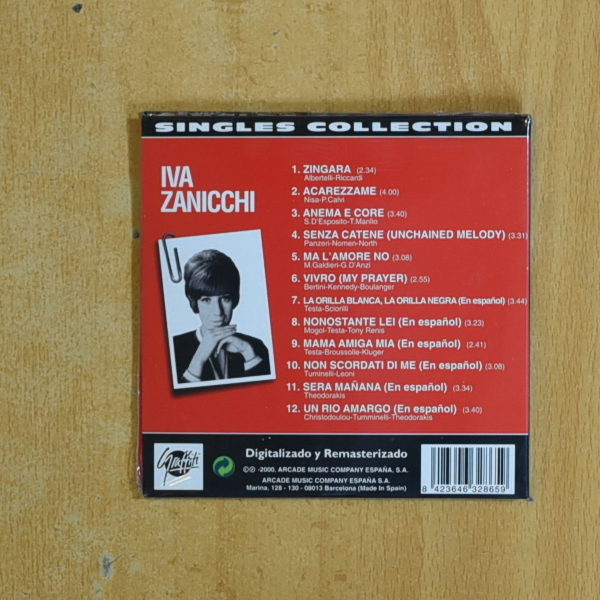 SINGLES COLLECTION
IVA
ZANICCHI
1. ZINGARA (2.34)
Albertelli-Riccardi
2. ACAREZZAME (4.00)
Nisa-P.Calvi
3. ANEMA E CORE (3.40)
S.D'Esposito-T.Manlio
4. SENZA CATENE (UNCHAINED MELODY) (3.31)
Panzeri-Nomen-North
5. MA L'AMORE NO (3.08)
M.Galdieri-G.D'Anzi
6. VIVRO (MY PRAYER) (2.55)
Bertini-Kennedy-Boulanger
7. LA ORILLA BLANCA, LA ORILLA NEGRA (En español) (3.44)
Testa-Sciorilli
8. NONOSTANTE LEI (En español) (3.23)
Mogol-Testa-Tony Renis
9. MAMA AMIGA MIA (En español) (2.41)
Testa-Broussolle-Kluger
10. NON SCORDATI DI ME (En español) (3.08)
Tuminelli-Leoni
11. SERA MAÑANA (En español) (3.34)
Theodorakis
12. UN RIO AMARGO (En español) (3.40)
Christodoulou-Tumminelli-Theodorakis
Graffiti
Digitalizado y Remasterizado
©℗ -2000, ARCADE MUSIC COMPANY ESPAÑA, S.A.
ARCADE MUSIC COMPANY ESPAÑA S.A.
Marina, 128 - 130 - 08013 Barcelona (Made In Spain)
8 423646 328659